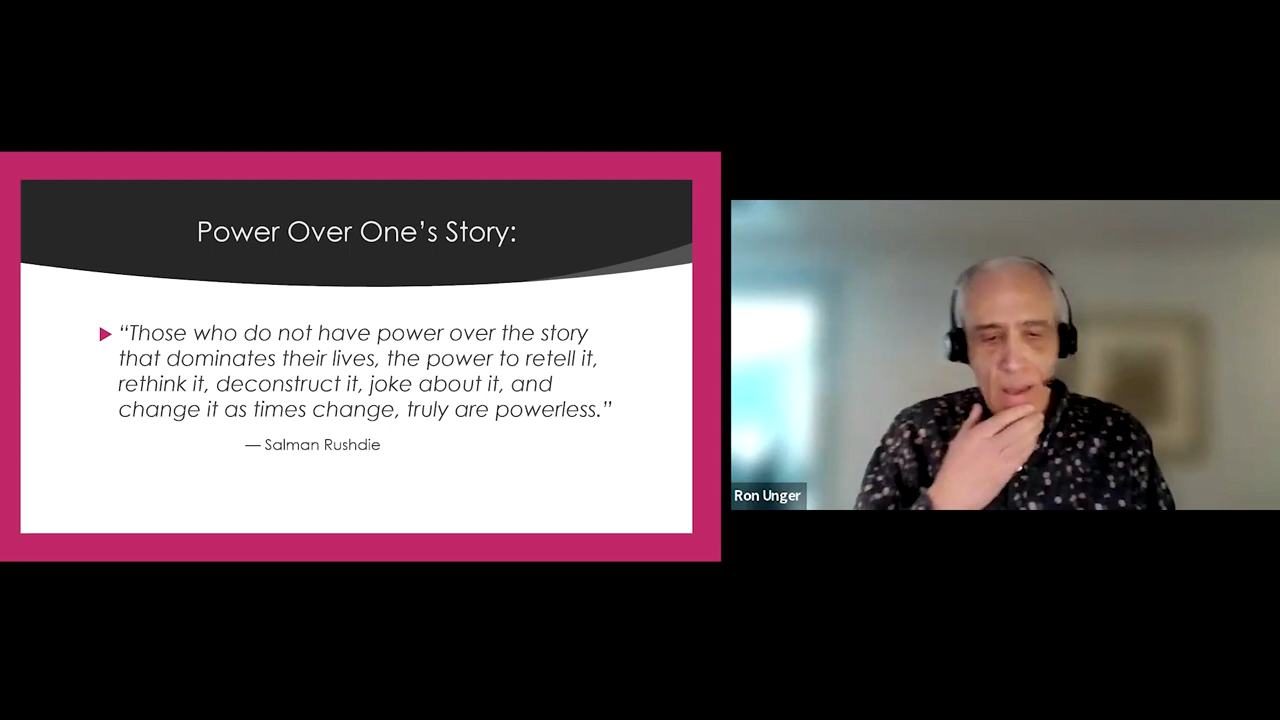 Power Over One’s Story:
“Those who do not have power over the story
that dominates their lives, the power to retell it,
rethink it, deconstruct it, joke about it, and
change it as times change, truly are powerless.”
― Salman Rushdie
Ron Unger